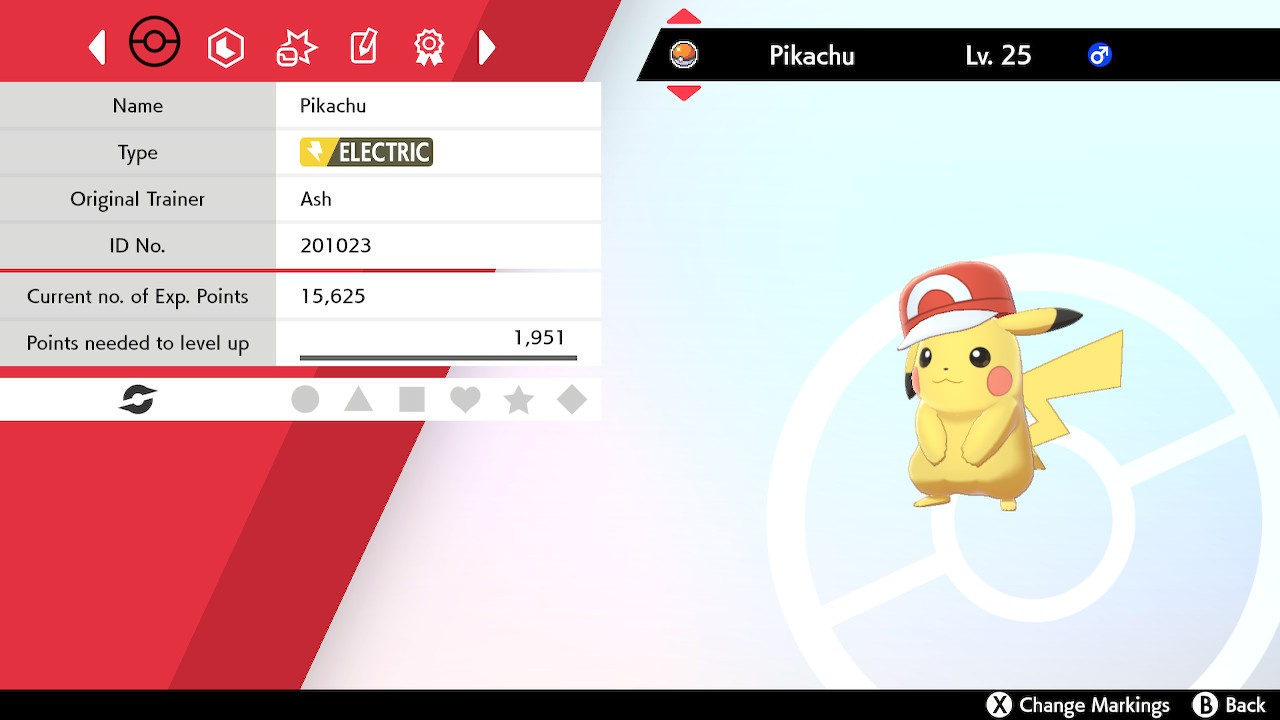 Pikachu Lv. 25
Name Pikachu
Type ELECTRIC
Original Trainer Ash
ID No. 201023
Current no. of Exp. Points 15,625
Points needed to level up 1,951
X Change Markings B Back